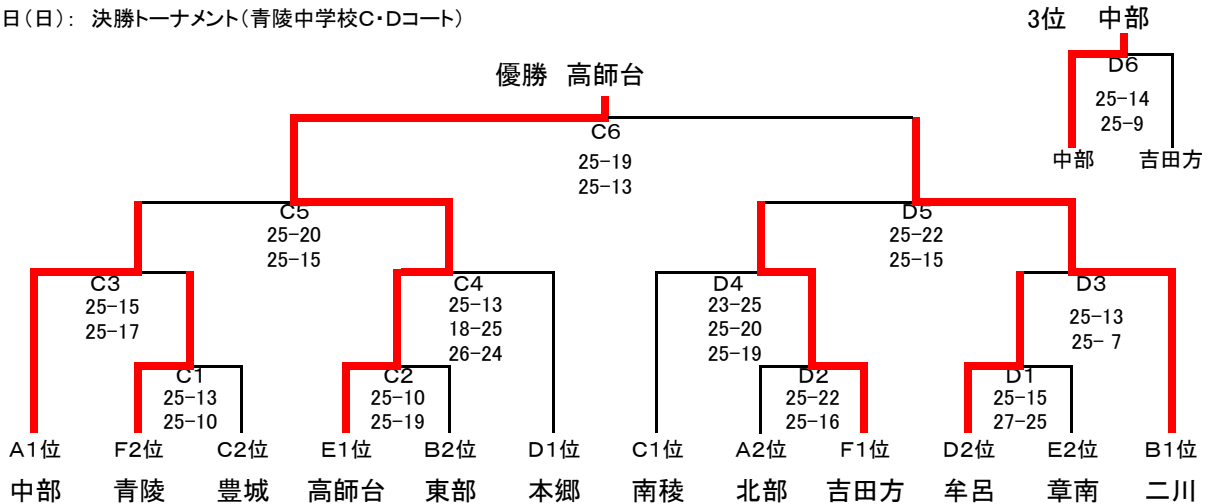 日(日): 決勝トーナメント(青陵中学校C・Dコート)
3位 中部
D6
25-14
25-9
中部 吉田方
優勝 高師台
C6
25-19
25-13
C5 D5
25-20 25-22
25-15 25-15
C3 C4 D4 D3
25-15 25-13 23-25 25-13
25-17 18-25 25-20 25- 7
26-24 25-19
C1 C2 D2 D1
25-13 25-10 25-22 25-15
25-10 25-19 25-16 27-25
A1位 F2位 C2位 E1位 B2位 D1位 C1位 A2位 F1位 D2位 E2位 B1位
中部 青陵 豊城 高師台 東部 本郷 南稜 北部 吉田方 牟呂 章南 二川